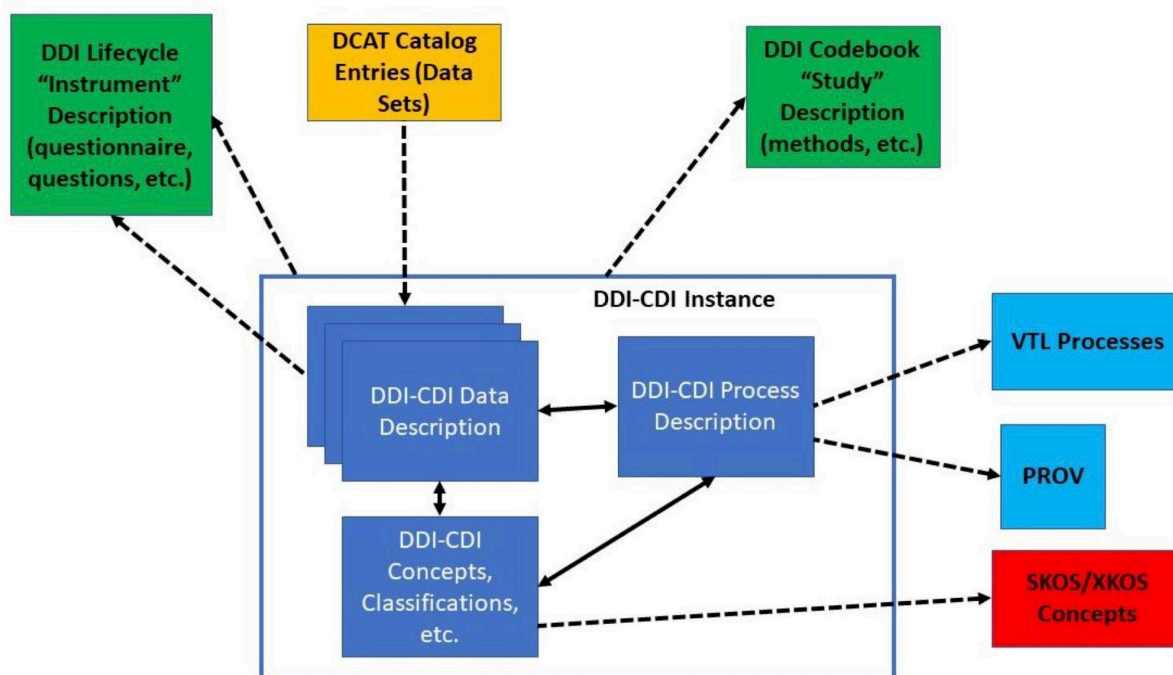 DDI Lifecycle
“Instrument”
Description
(questionnaire,
questions, etc.)
DCAT Catalog
Entries (Data
Sets)
DDI Codebook
“Study”
Description
(methods, etc.)
DDI-CDI Instance
DDI-CDI Data
Description
DDI-CDI Process
Description
VTL Processes
PROV
DDI-CDI
Concepts,
Classifications,
etc.
SKOS/XKOS
Concepts